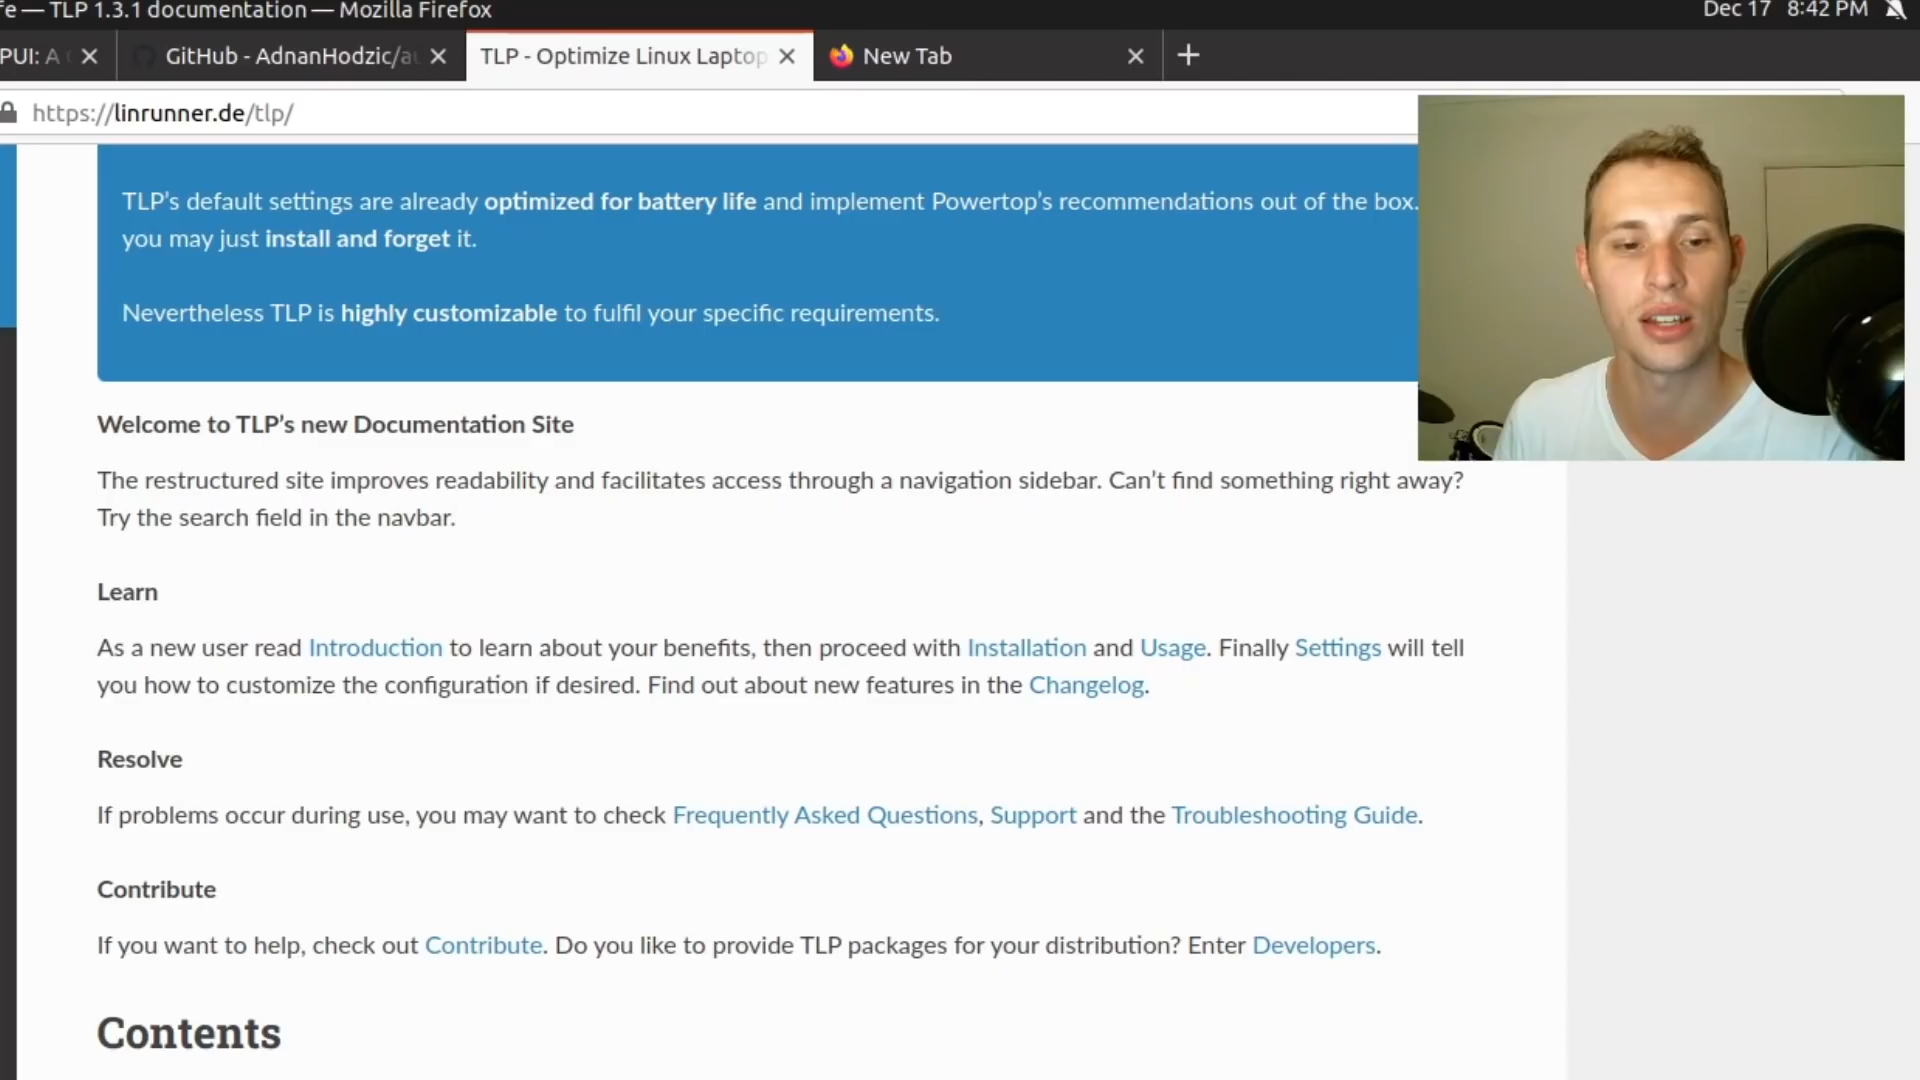 fe — TLP 1.3.1 documentation — Mozilla Firefox
Dec 17 8:42 PM
PUI: A
GitHub - AdnanHodzic/au
TLP - Optimize Linux Laptop
New Tab
https://linrunner.de/tlp/
TLP's default settings are already optimized for battery life and implement Powertop's recommendations out of the box.
you may just install and forget it.
Nevertheless TLP is highly customizable to fulfil your specific requirements.
Welcome to TLP's new Documentation Site
The restructured site improves readability and facilitates access through a navigation sidebar. Can't find something right away?
Try the search field in the navbar.
Learn
As a new user read Introduction to learn about your benefits, then proceed with Installation and Usage. Finally Settings will tell
you how to customize the configuration if desired. Find out about new features in the Changelog.
Resolve
If problems occur during use, you may want to check Frequently Asked Questions, Support and the Troubleshooting Guide.
Contribute
If you want to help, check out Contribute. Do you like to provide TLP packages for your distribution? Enter Developers.
Contents